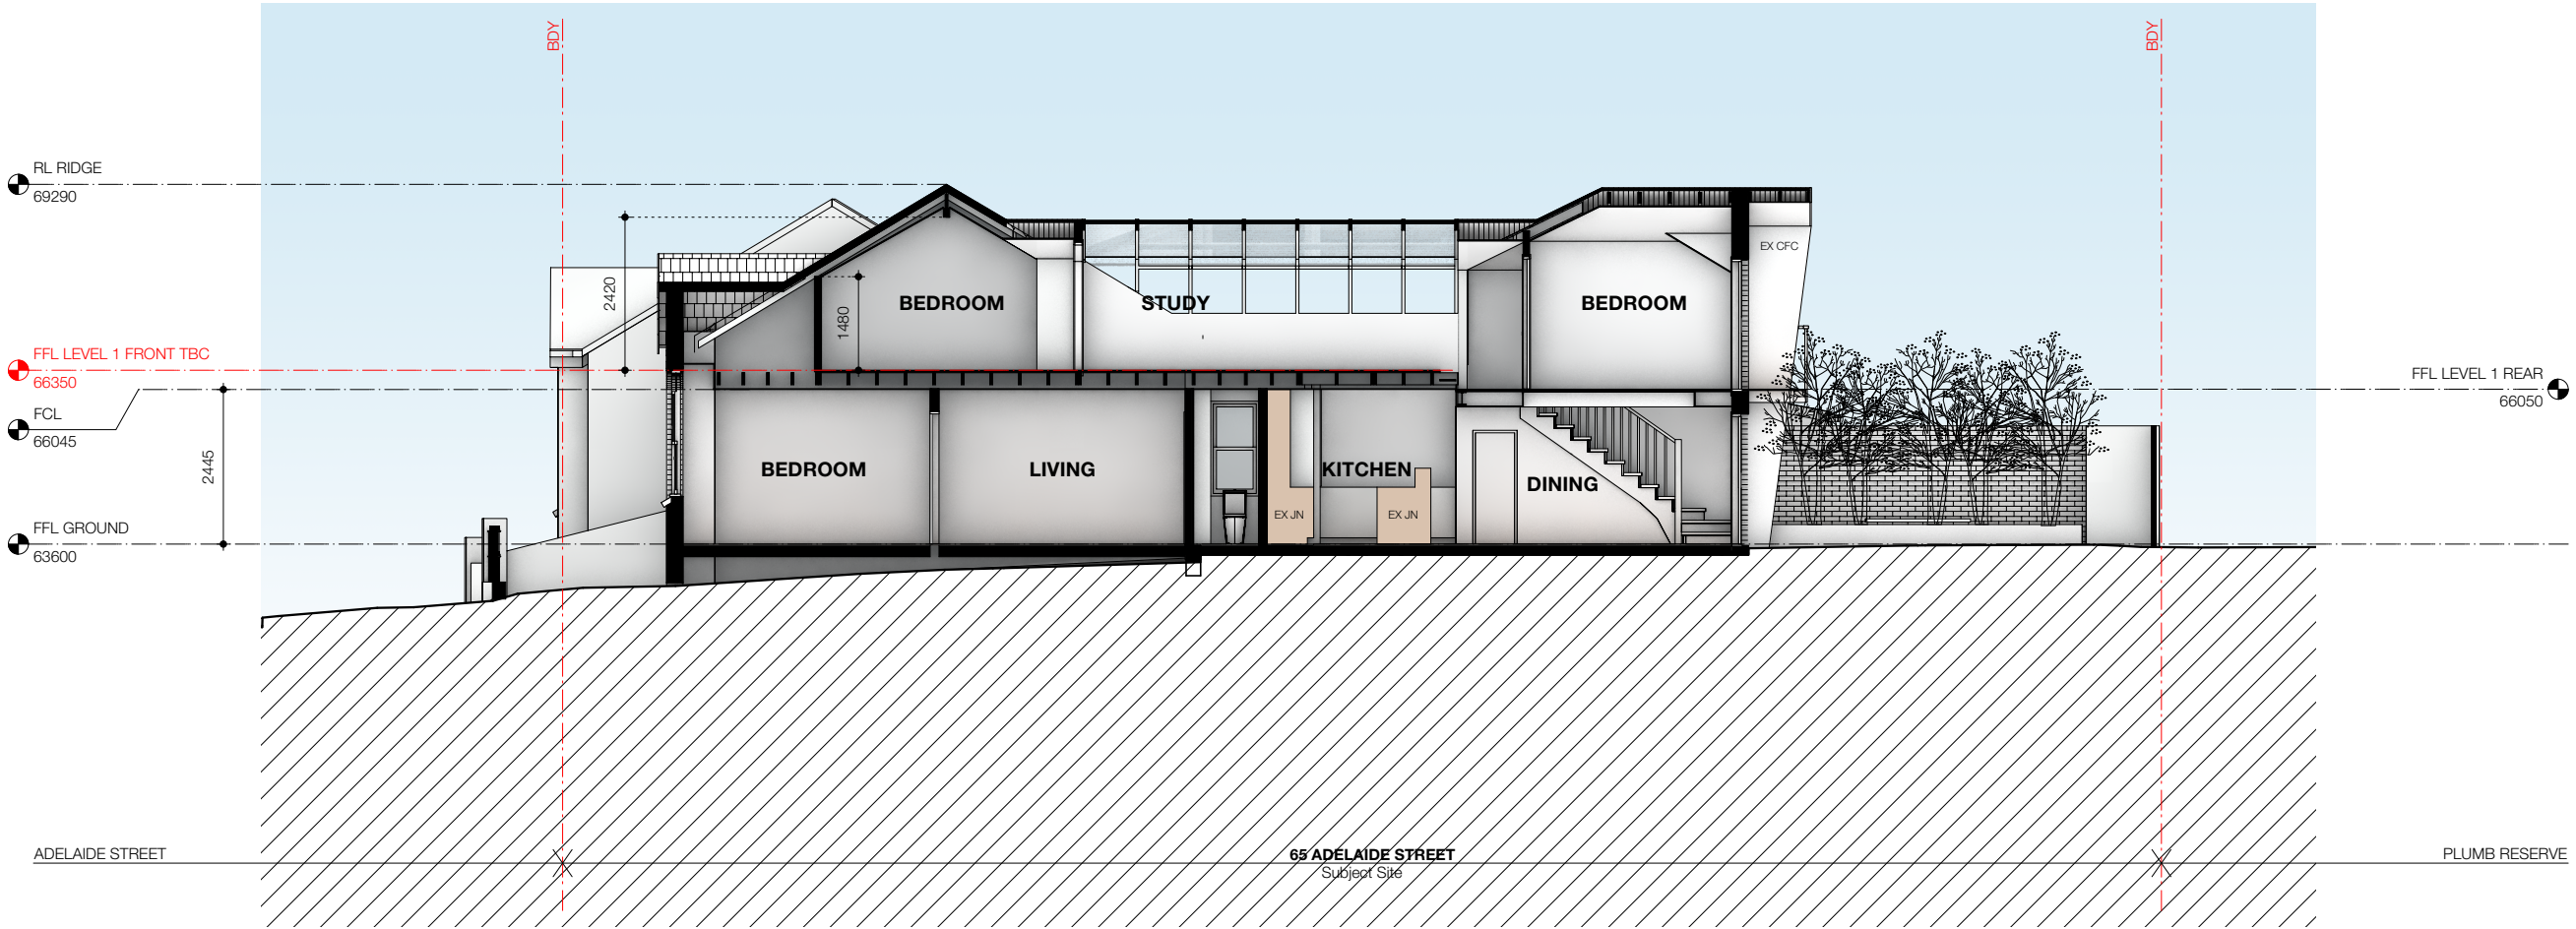 BDY
BDY
RL RIDGE
69290
2420
EX CFC
BEDROOM
STUDY
BEDROOM
1480
FFL LEVEL 1 FRONT TBC
66350
FFL LEVEL 1 REAR
66050
FCL
66045
2445
BEDROOM
LIVING
KITCHEN
DINING
EX JN
EX JN
FFL GROUND
63600
ADELAIDE STREET
65 ADELAIDE STREET
Subject Site
PLUMB RESERVE